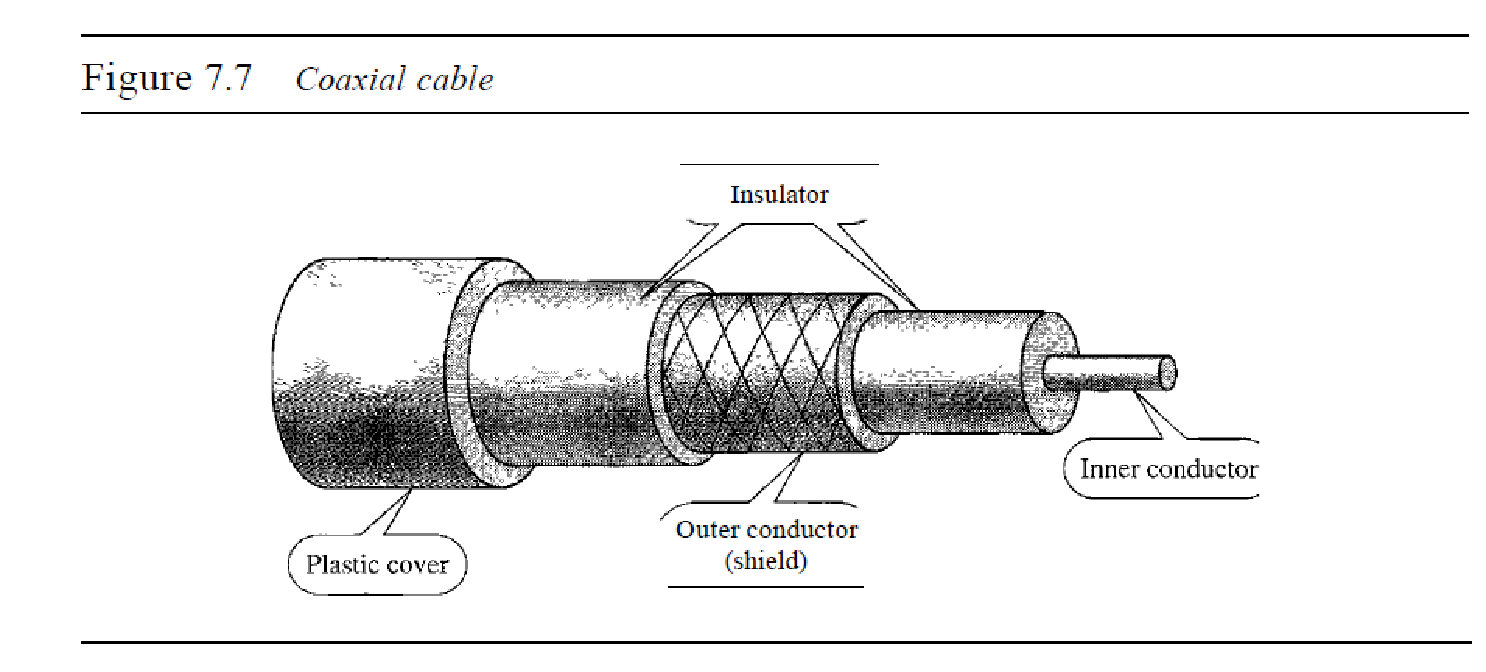 Figure 7.7 Coaxial cable
Insulator
Inner conductor
Outer conductor
(shield)
Plastic cover